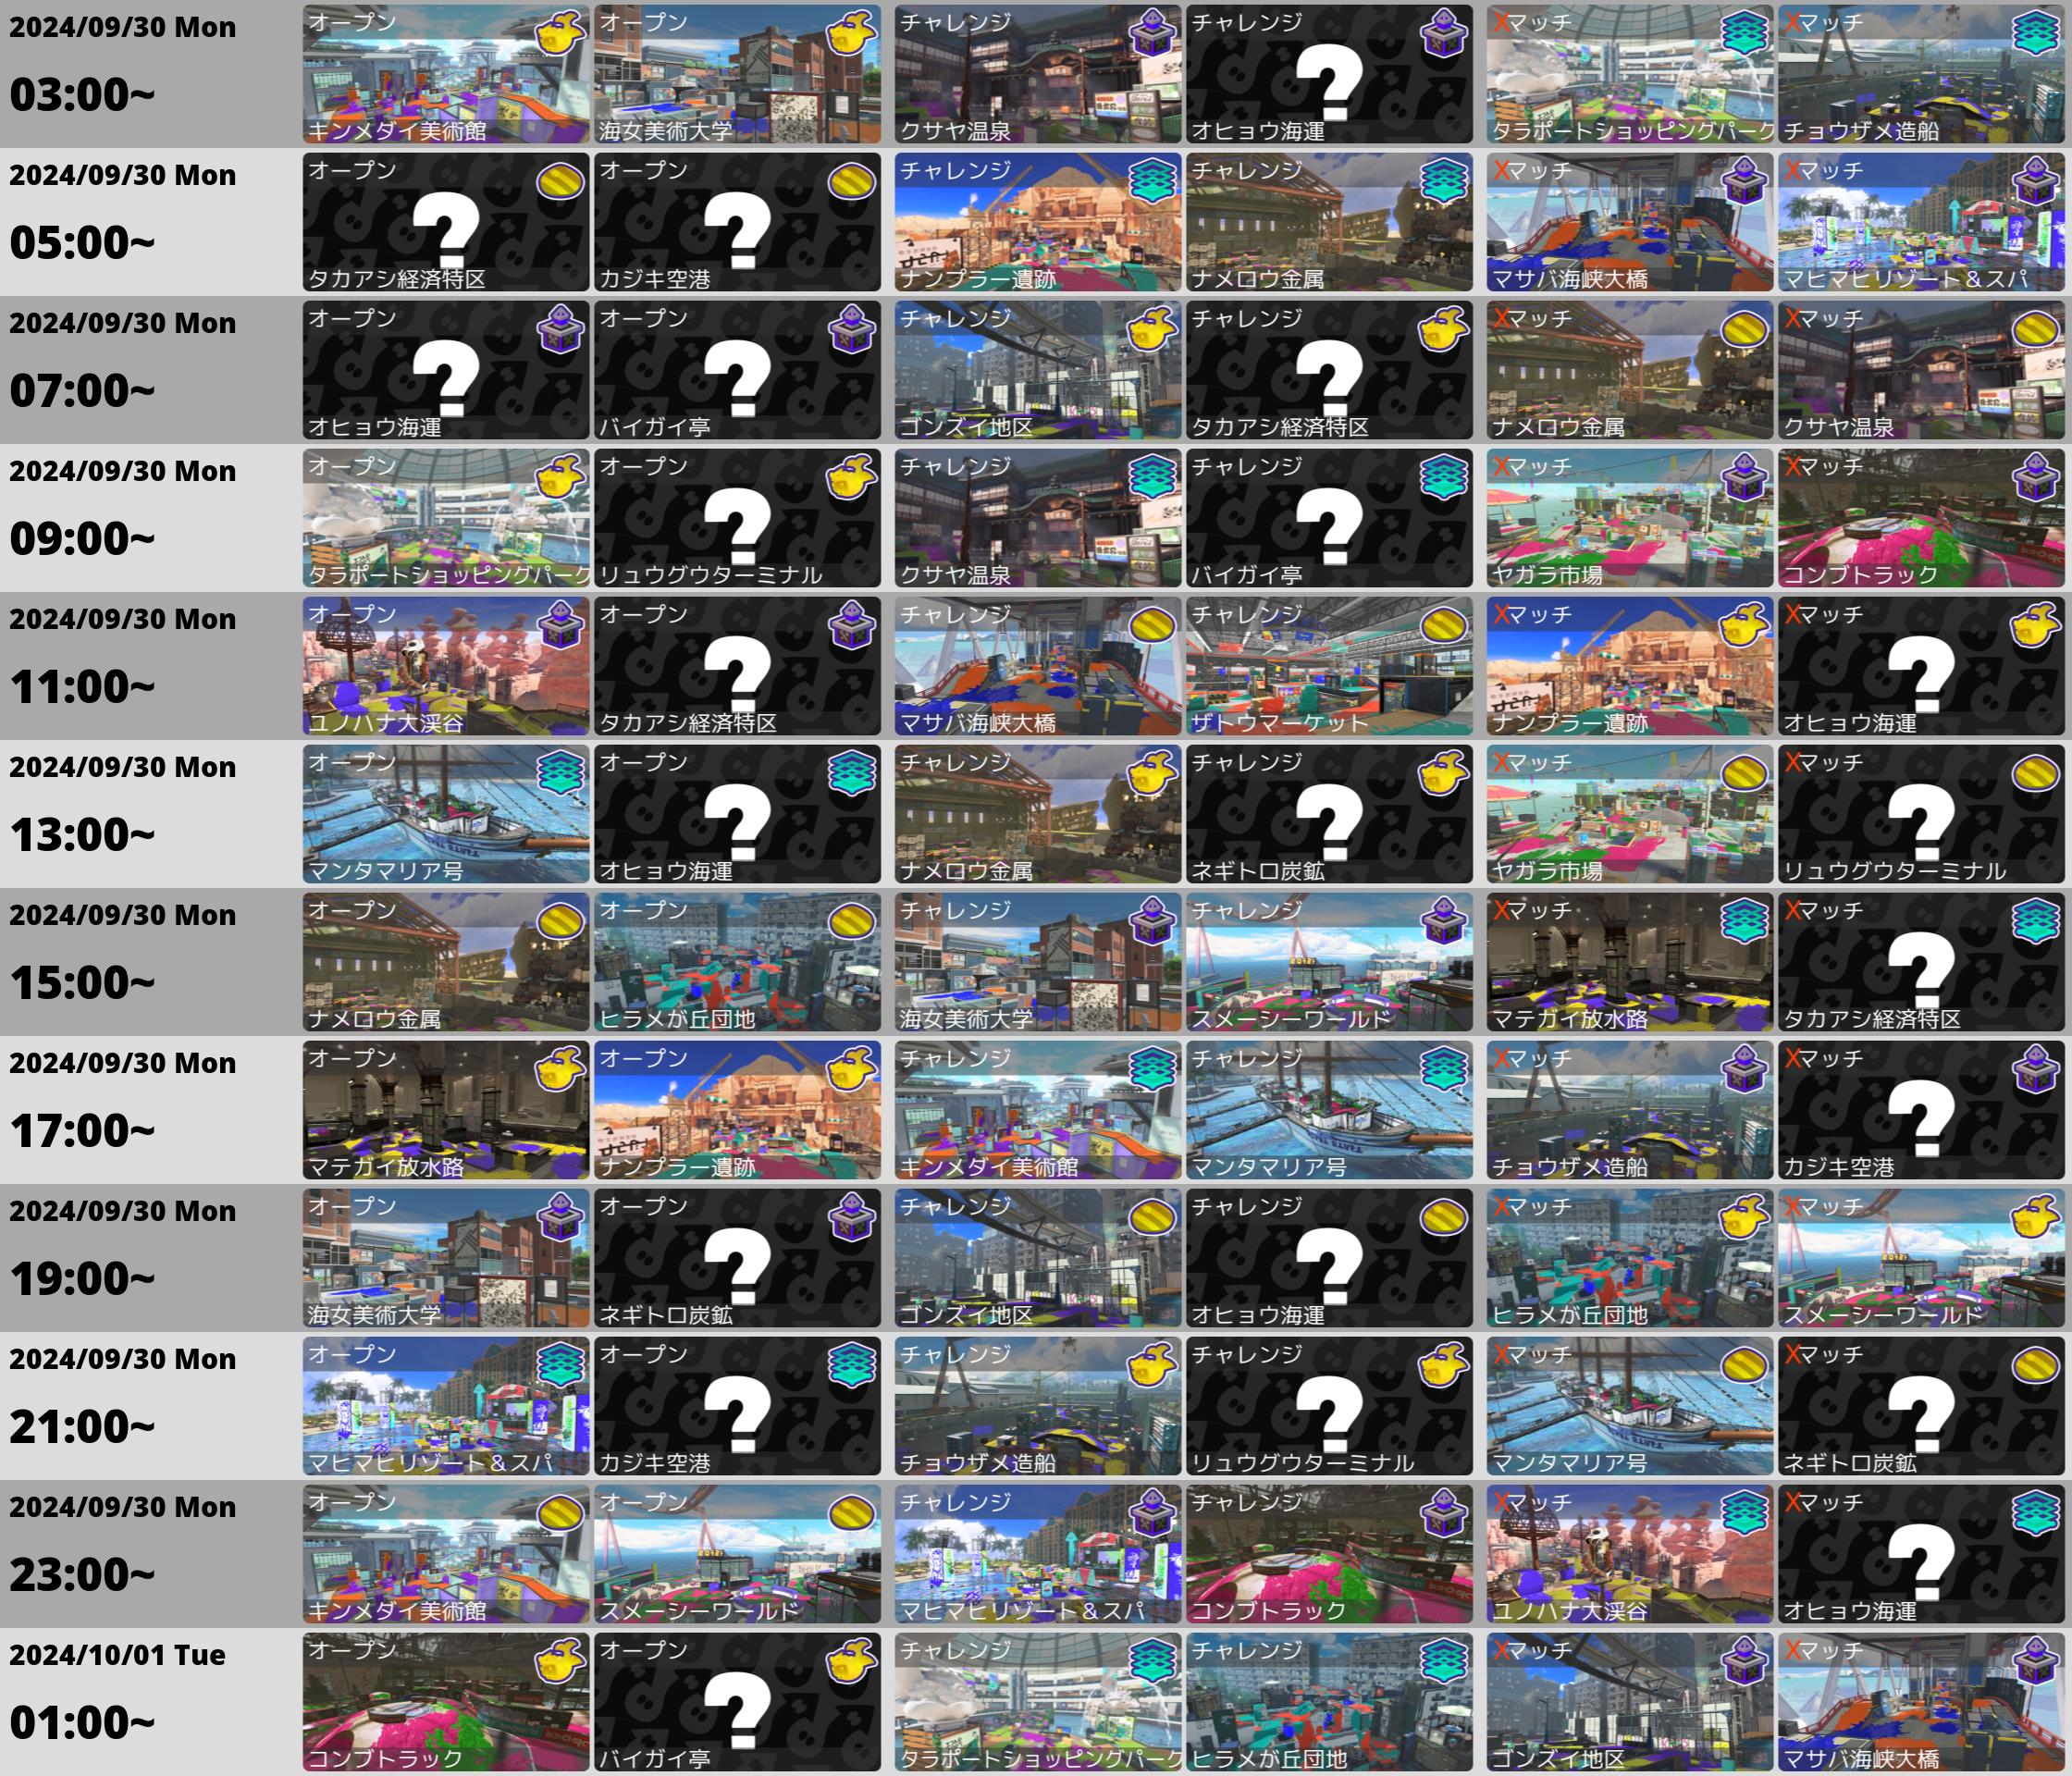 2024/09/30 Mon
03:00~
オープン
キンメダイ美術館
オープン
海女美術大学
チャレンジ
クサヤ温泉
チャレンジ
オヒョウ海運
Xマッチ
タラポートショッピングパーク
Xマッチ
チョウザメ造船
2024/09/30 Mon
05:00~
オープン
タカアシ経済特区
オープン
カジキ空港
チャレンジ
ナンプラー遺跡
チャレンジ
ナメロウ金属
Xマッチ
マサバ海峡大橋
Xマッチ
マヒマヒリゾート&スパ
2024/09/30 Mon
07:00~
オープン
オヒョウ海運
オープン
バイガイ亭
チャレンジ
ゴンズイ地区
チャレンジ
タカアシ経済特区
Xマッチ
ナメロウ金属
Xマッチ
クサヤ温泉
2024/09/30 Mon
09:00~
オープン
タラポートショッピングパーク
オープン
リュウグウターミナル
チャレンジ
クサヤ温泉
チャレンジ
バイガイ亭
Xマッチ
ヤガラ市場
Xマッチ
コンブトラック
2024/09/30 Mon
11:00~
オープン
ユノハナ大渓谷
オープン
タカアシ経済特区
チャレンジ
マサバ海峡大橋
チャレンジ
ザトウマーケット
Xマッチ
ナンプラー遺跡
Xマッチ
オヒョウ海運
2024/09/30 Mon
13:00~
オープン
マンタマリア号
オープン
オヒョウ海運
チャレンジ
ナメロウ金属
チャレンジ
ネギトロ炭鉱
Xマッチ
ヤガラ市場
Xマッチ
リュウグウターミナル
2024/09/30 Mon
15:00~
オープン
ナメロウ金属
オープン
ヒラメが丘団地
チャレンジ
海女美術大学
チャレンジ
スメーシーワールド
Xマッチ
マテガイ放水路
Xマッチ
タカアシ経済特区
2024/09/30 Mon
17:00~
オープン
マテガイ放水路
オープン
ナンプラー遺跡
チャレンジ
キンメダイ美術館
チャレンジ
マンタマリア号
Xマッチ
チョウザメ造船
Xマッチ
カジキ空港
2024/09/30 Mon
19:00~
オープン
海女美術大学
オープン
ネギトロ炭鉱
チャレンジ
ゴンズイ地区
チャレンジ
オヒョウ海運
Xマッチ
ヒラメが丘団地
Xマッチ
スメーシーワールド
2024/09/30 Mon
21:00~
オープン
マヒマヒリゾート&スパ
オープン
カジキ空港
チャレンジ
チョウザメ造船
チャレンジ
リュウグウターミナル
Xマッチ
マンタマリア号
Xマッチ
ネギトロ炭鉱
2024/09/30 Mon
23:00~
オープン
キンメダイ美術館
オープン
スメーシーワールド
チャレンジ
マヒマヒリゾート&スパ
チャレンジ
コンブトラック
Xマッチ
ユノハナ大渓谷
Xマッチ
オヒョウ海運
2024/10/01 Tue
01:00~
オープン
コンブトラック
オープン
バイガイ亭
チャレンジ
タラポートショッピングパーク
チャレンジ
ヒラメが丘団地
Xマッチ
ゴンズイ地区
Xマッチ
マサバ海峡大橋